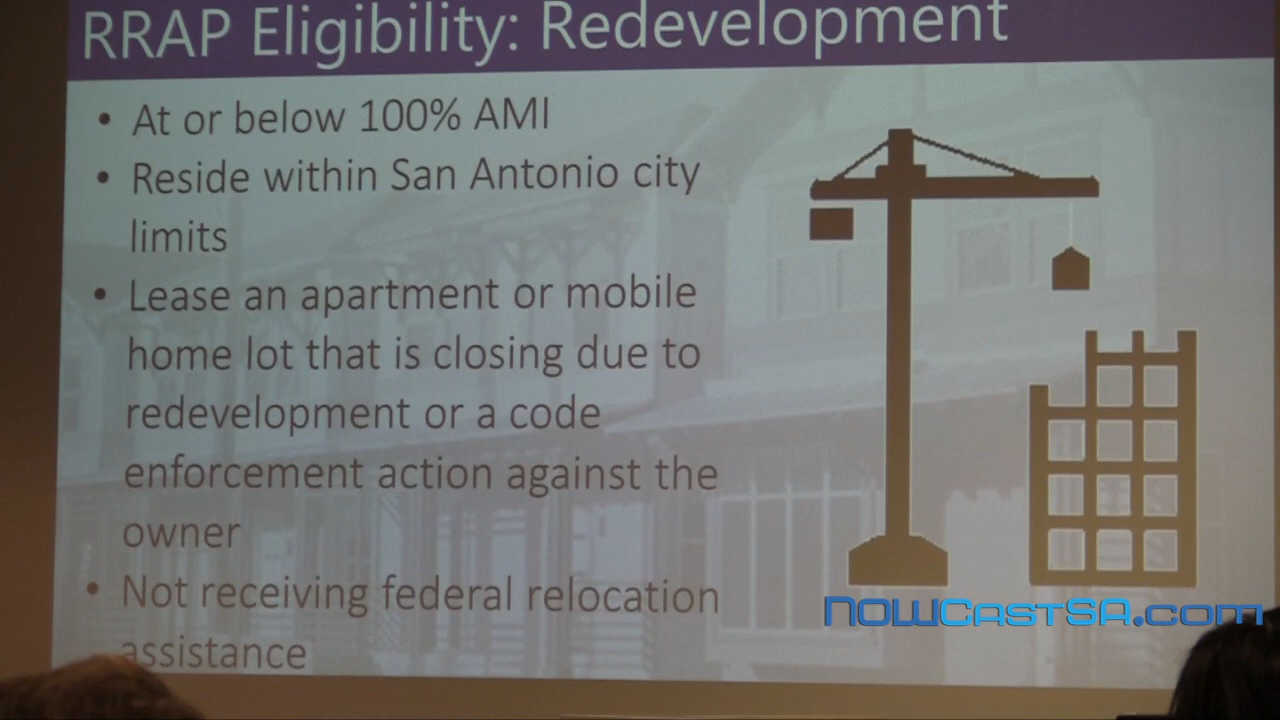 RRAP Eligibility: Redevelopment
• At or below 100% AMI
• Reside within San Antonio city
limits
• Lease an apartment or mobile
home lot that is closing due to
redevelopment or a code
enforcement action against the
owner
• Not receiving federal relocation
assistance
NOWCastSA.com